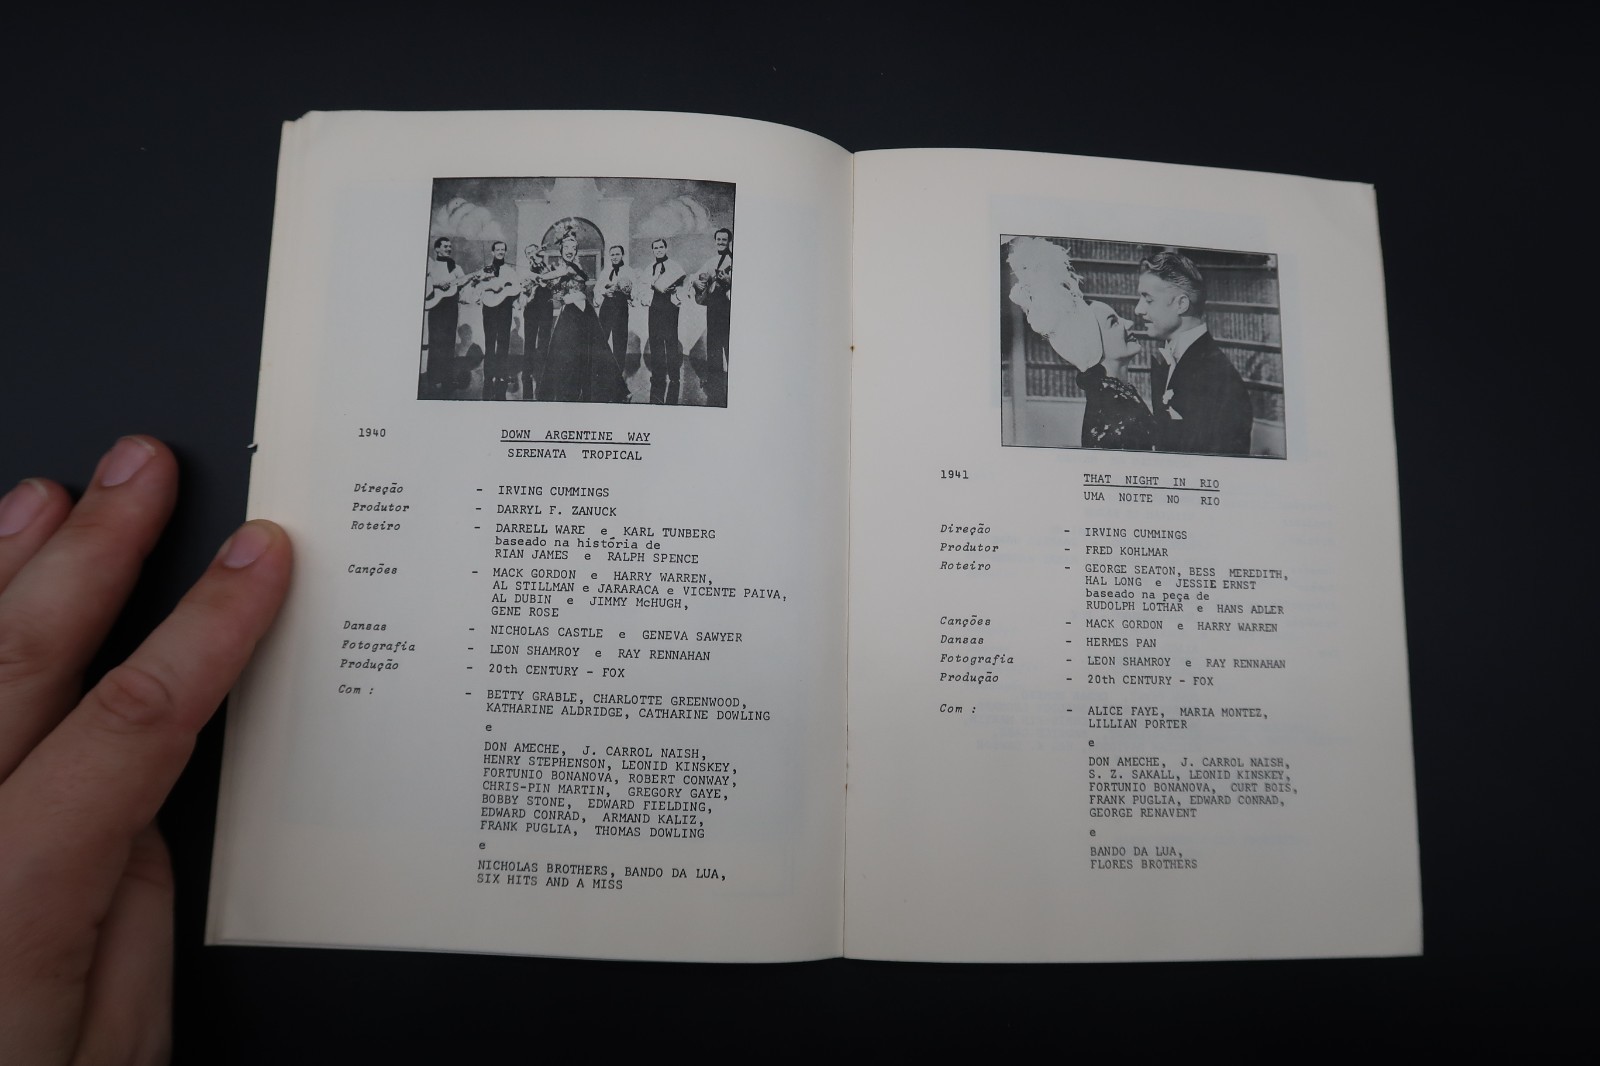 1940
DOWN ARGENTINE WAY
SERENATA TROPICAL
Direção - IRVING CUMMINGS
Produtor - DARRYL F. ZANUCK
Roteiro - DARRELL WARE e KARL TUNBERG
baseado na história de
RIAN JAMES e RALPH SPENCE
Canções - MACK GORDON e HARRY WARREN,
AL STILLMAN e JARARACA e VICENTE PAIVA,
AL DUBIN e JIMMY McHUGH,
GENE ROSE
Dansas - NICHOLAS CASTLE e GENEVA SAWYER
Fotografia - LEON SHAMROY e RAY RENNAHAN
Produção - 20th CENTURY - FOX
Com : - BETTY GRABLE, CHARLOTTE GREENWOOD,
KATHARINE ALDRIDGE, CATHARINE DOWLING
e
DON AMECHE, J. CARROL NAISH,
HENRY STEPHENSON, LEONID KINSKEY,
FORTUNIO BONANOVA, ROBERT CONWAY,
CHRIS-PIN MARTIN, GREGORY GAYE,
BOBBY STONE, EDWARD FIELDING,
EDWARD CONRAD, ARMAND KALIZ,
FRANK PUGLIA, THOMAS DOWLING
e
NICHOLAS BROTHERS, BANDO DA LUA,
SIX HITS AND A MISS
1941
THAT NIGHT IN RIO
UMA NOITE NO RIO
Direção - IRVING CUMMINGS
Produtor - FRED KOHLMAR
Roteiro - GEORGE SEATON, BESS MEREDITH,
HAL LONG e JESSIE ERNST
baseado na peça de
RUDOLPH LOTHAR e HANS ADLER
Canções - MACK GORDON e HARRY WARREN
Dansas - HERMES PAN
Fotografia - LEON SHAMROY e RAY RENNAHAN
Produção - 20th CENTURY - FOX
Com : - ALICE FAYE, MARIA MONTEZ,
LILLIAN PORTER
e
DON AMECHE, J. CARROL NAISH,
S. Z. SAKALL, LEONID KINSKEY,
FORTUNIO BONANOVA, CURT BOIS,
FRANK PUGLIA, EDWARD CONRAD,
GEORGE RENAVENT
e
BANDO DA LUA,
FLORES BROTHERS